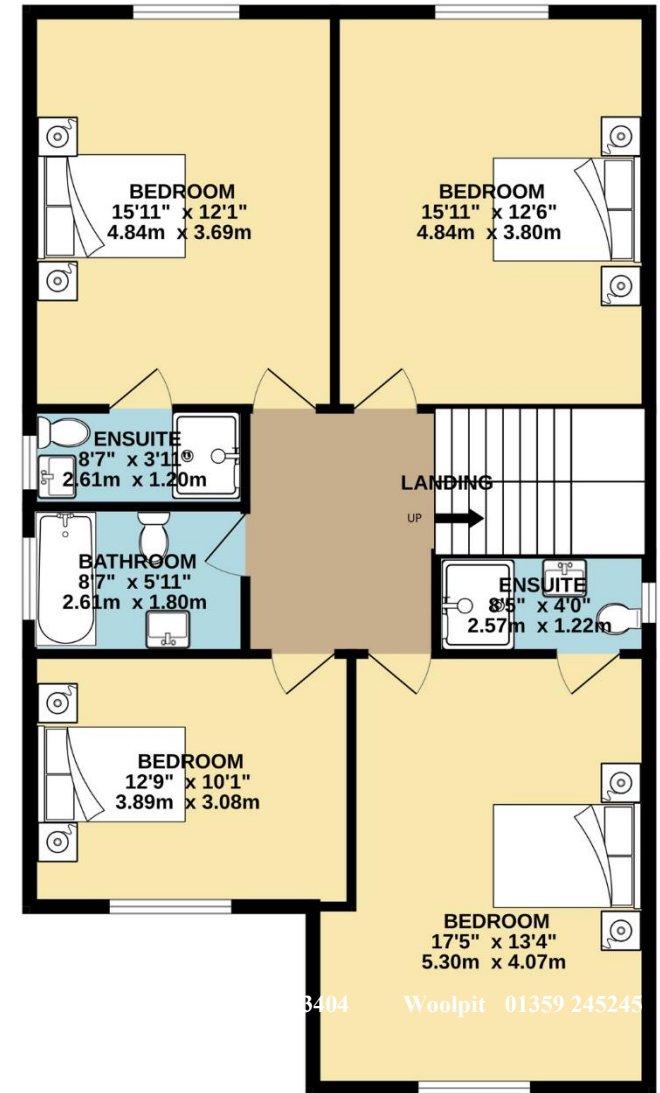 BEDROOM
15'11" x 12'1"
4.84m x 3.69m
BEDROOM
15'11" x 12'6"
4.84m x 3.80m
ENSUITE
8'7" x 3'11"
2.61m x 1.20m
LANDING
UP
BATHROOM
8'7" x 5'11"
2.61m x 1.80m
ENSUITE
8'5" x 4'0"
2.57m x 1.22m
BEDROOM
12'9" x 10'1"
3.89m x 3.08m
BEDROOM
17'5" x 13'4"
5.30m x 4.07m
3404 Woolpit 01359 245245